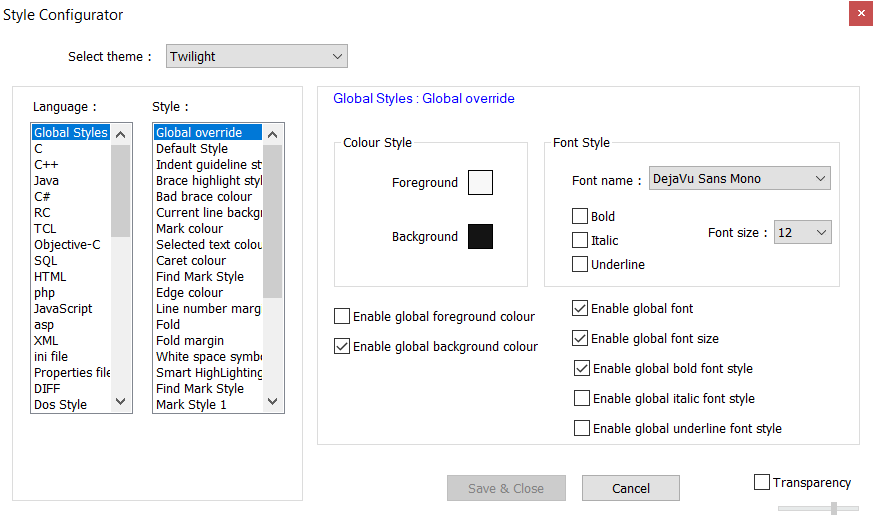 Style Configurator
Select theme : Twilight
Language :
Global Styles
C
C++
Java
C#
RC
TCL
Objective-C
SQL
HTML
php
JavaScript
asp
XML
ini file
Properties file
DIFF
Dos Style
Style :
Global override
Default Style
Indent guideline sty
Brace highlight style
Bad brace colour
Current line backgr
Mark colour
Selected text colou
Caret colour
Find Mark Style
Edge colour
Line number marg
Fold
Fold margin
White space symbo
Smart HighLighting
Find Mark Style
Mark Style 1
Global Styles : Global override
Colour Style
Foreground
Background
Font Style
Font name : DejaVu Sans Mono
Bold
Italic
Underline
Font size : 12
Enable global foreground colour
Enable global background colour
Enable global font
Enable global font size
Enable global bold font style
Enable global italic font style
Enable global underline font style
Save & Close
Cancel
Transparency